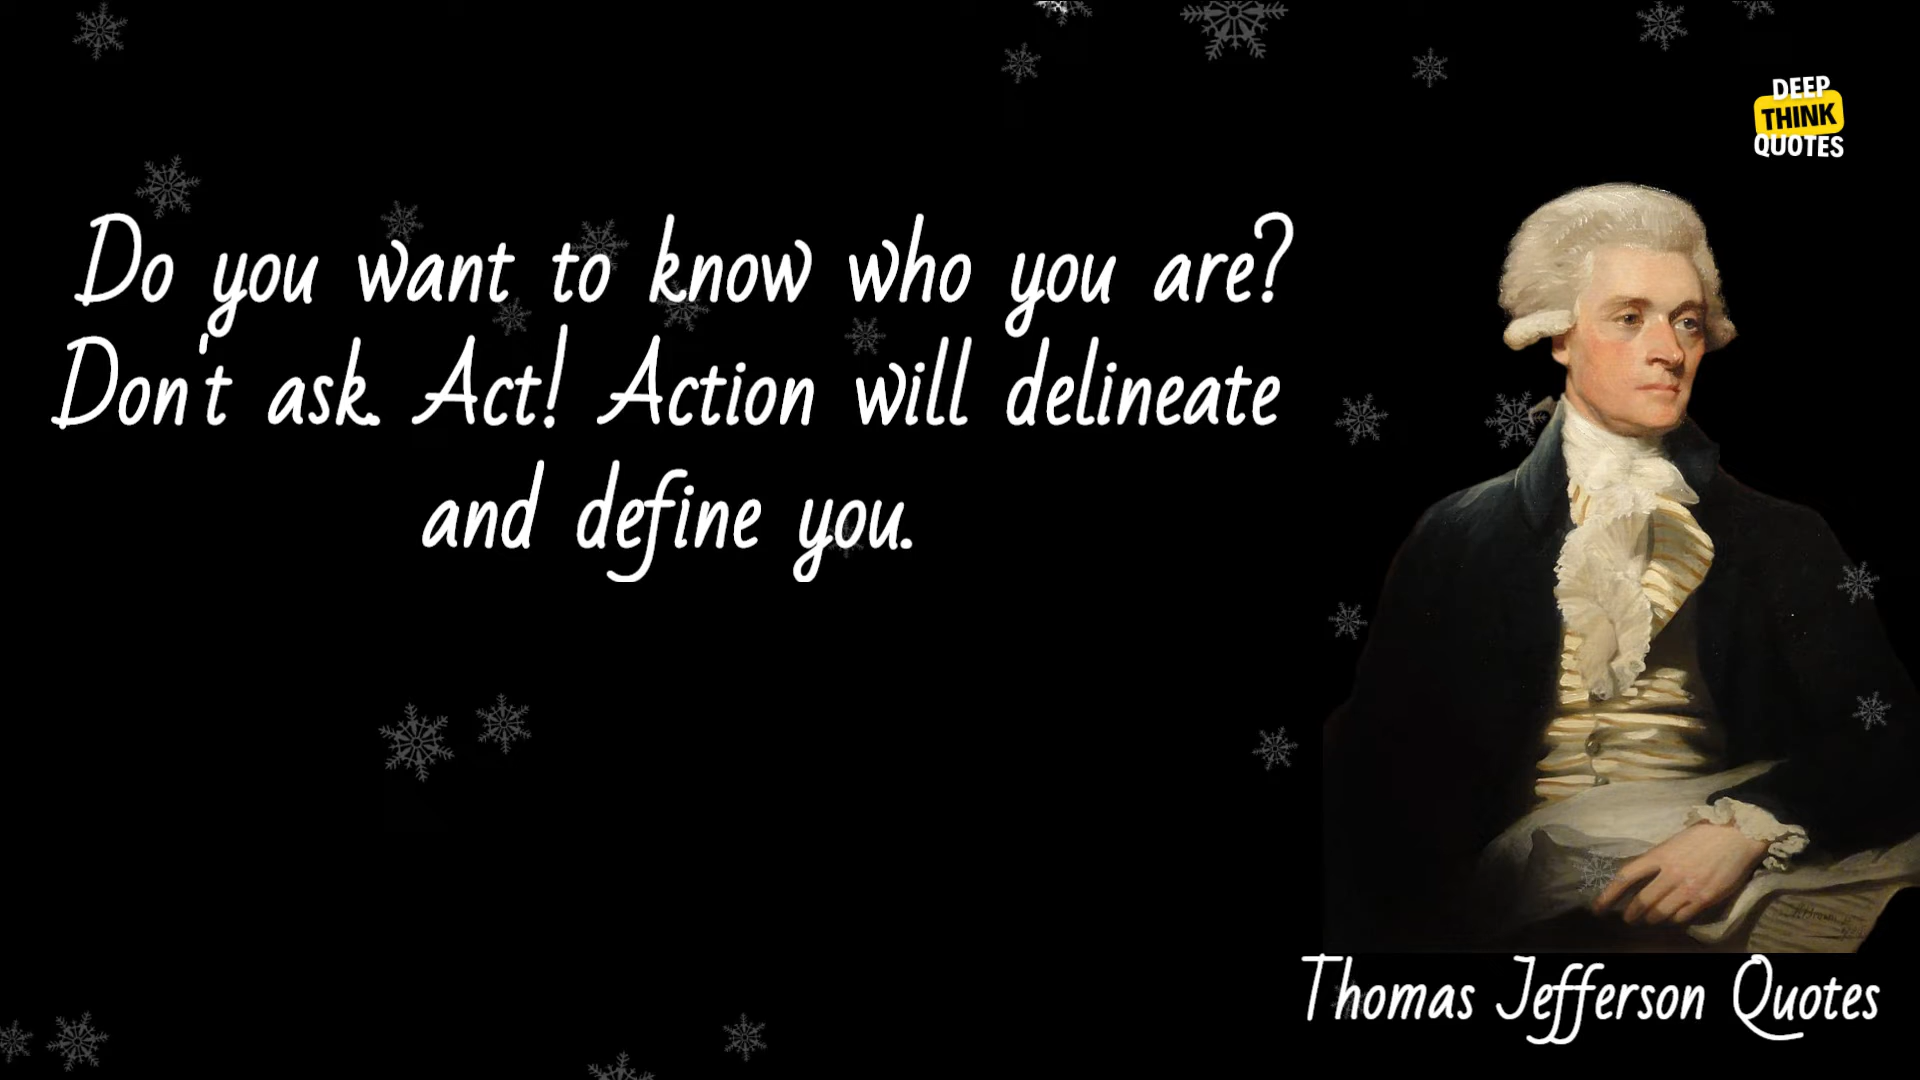 DEEP
THINK
QUOTES
Do you want to know who you are?
Don't ask. Act! Action will delineate
and define you.
Thomas Jefferson Quotes